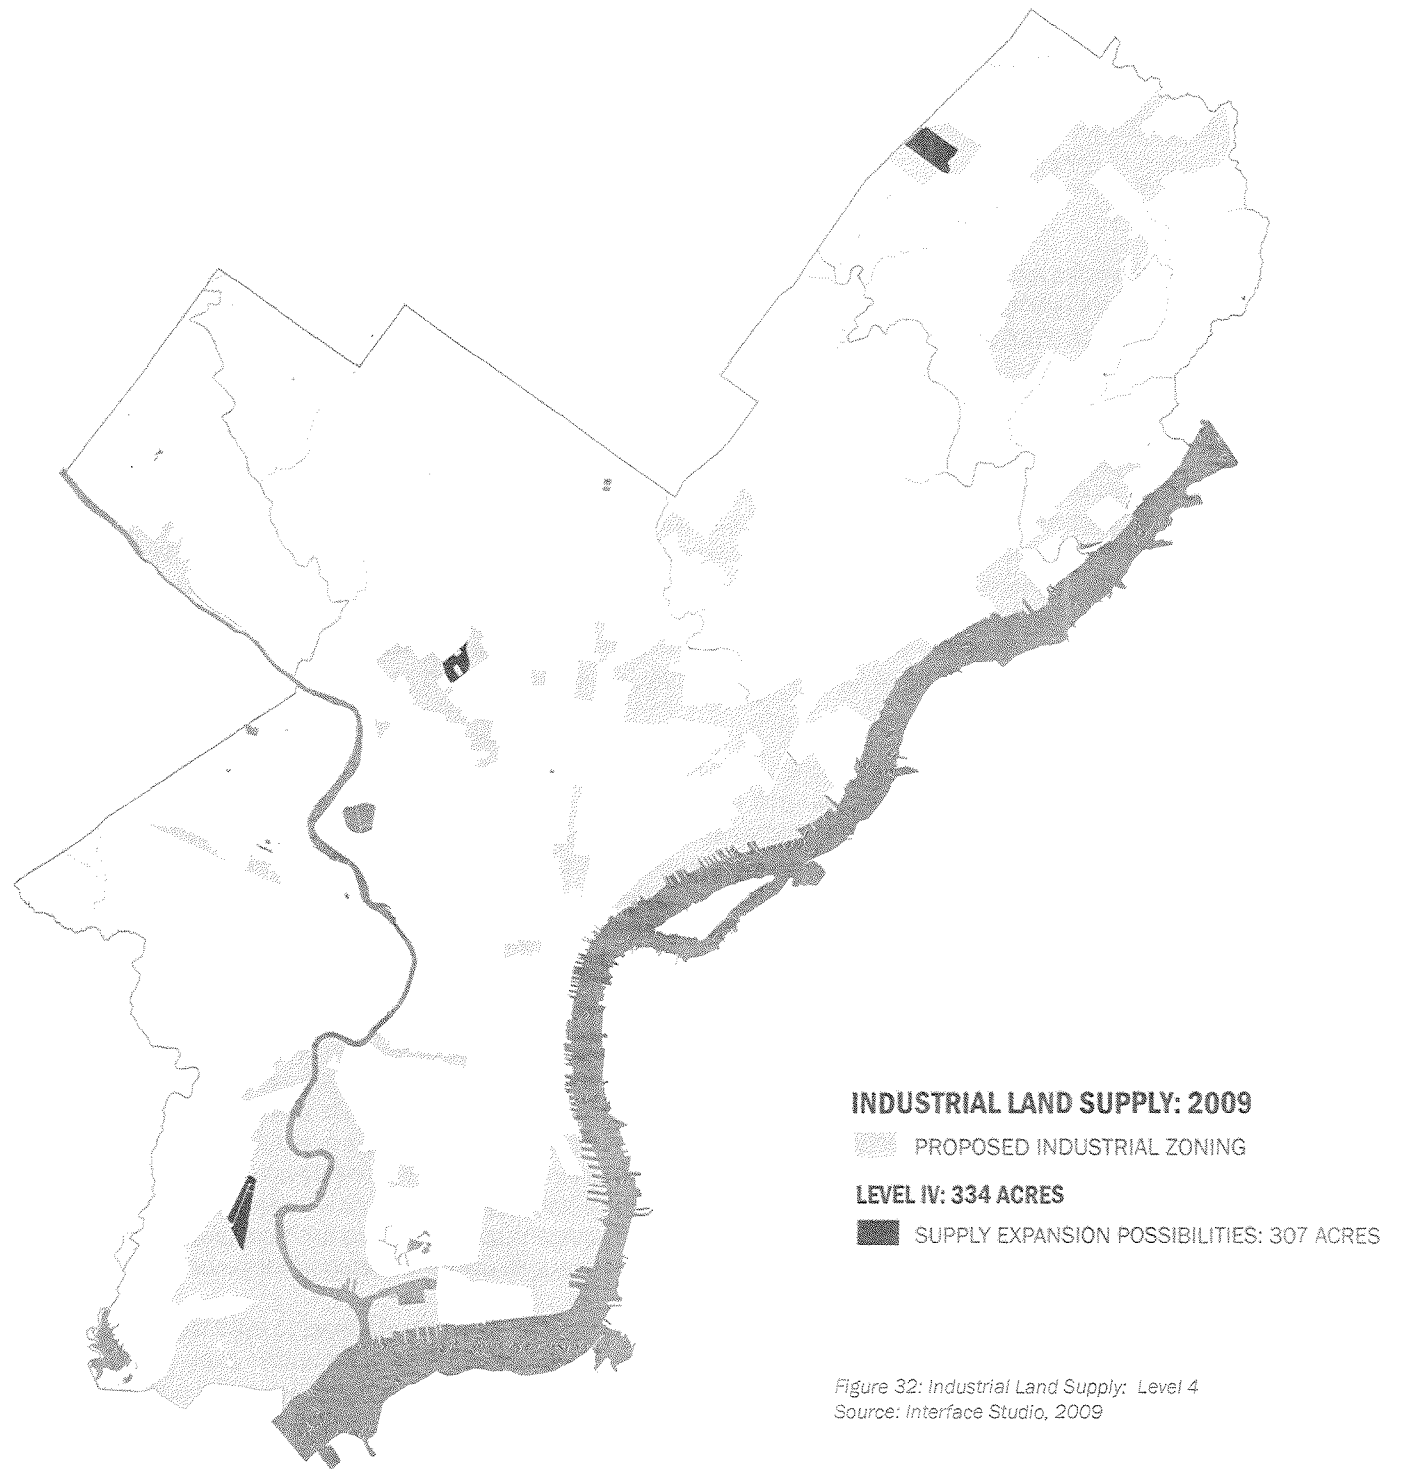 INDUSTRIAL LAND SUPPLY: 2009
PROPOSED INDUSTRIAL ZONING
LEVEL IV: 334 ACRES
SUPPLY EXPANSION POSSIBILITIES: 307 ACRES
Figure 32: Industrial Land Supply: Level 4
Source: Interface Studio, 2009